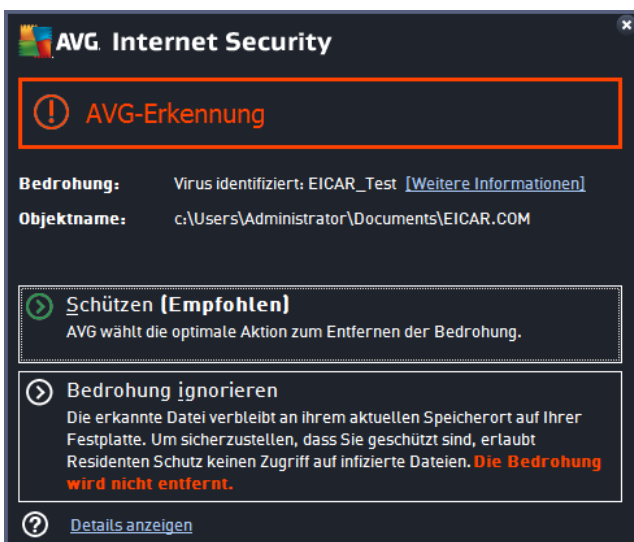 AVG. Internet Security
AVG-Erkennung
Bedrohung: Virus identifiziert: EICAR_Test [Weitere Informationen]
Objektname: c:\Users\Administrator\Documents\EICAR.COM
Schützen (Empfohlen)
AVG wählt die optimale Aktion zum Entfernen der Bedrohung.
Bedrohung ignorieren
Die erkannte Datei verbleibt an ihrem aktuellen Speicherort auf Ihrer
Festplatte. Um sicherzustellen, dass Sie geschützt sind, erlaubt
Residenten Schutz keinen Zugriff auf infizierte Dateien. Die Bedrohung
wird nicht entfernt.
Details anzeigen